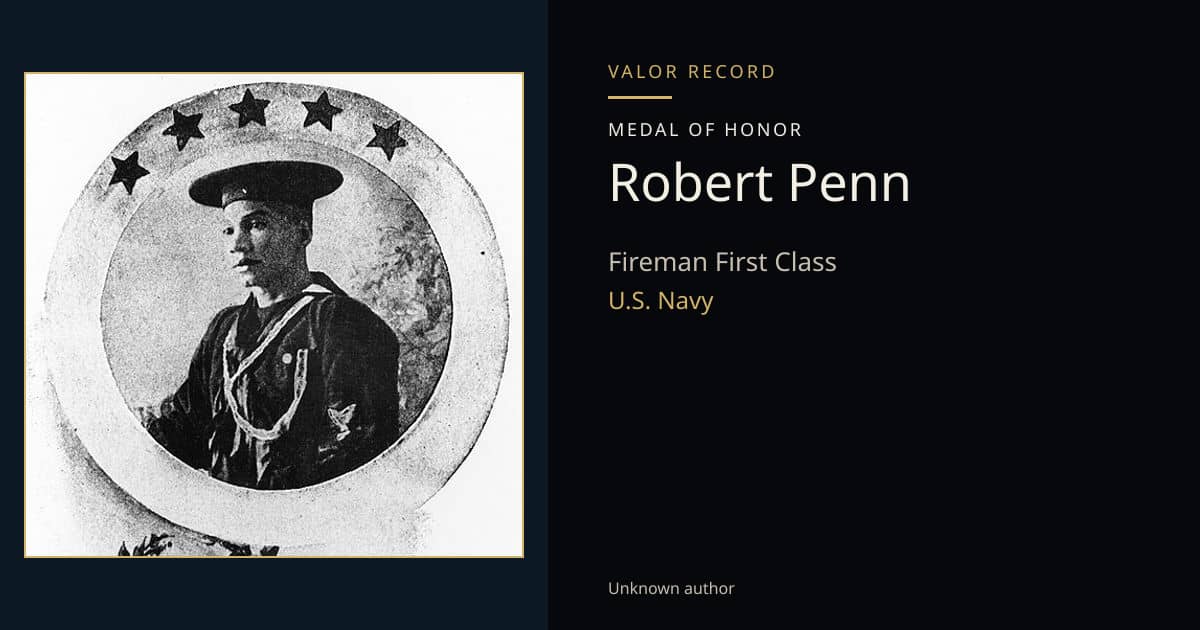 VALOR RECORD
MEDAL OF HONOR
Robert Penn
Fireman First Class
U.S. Navy
Unknown author